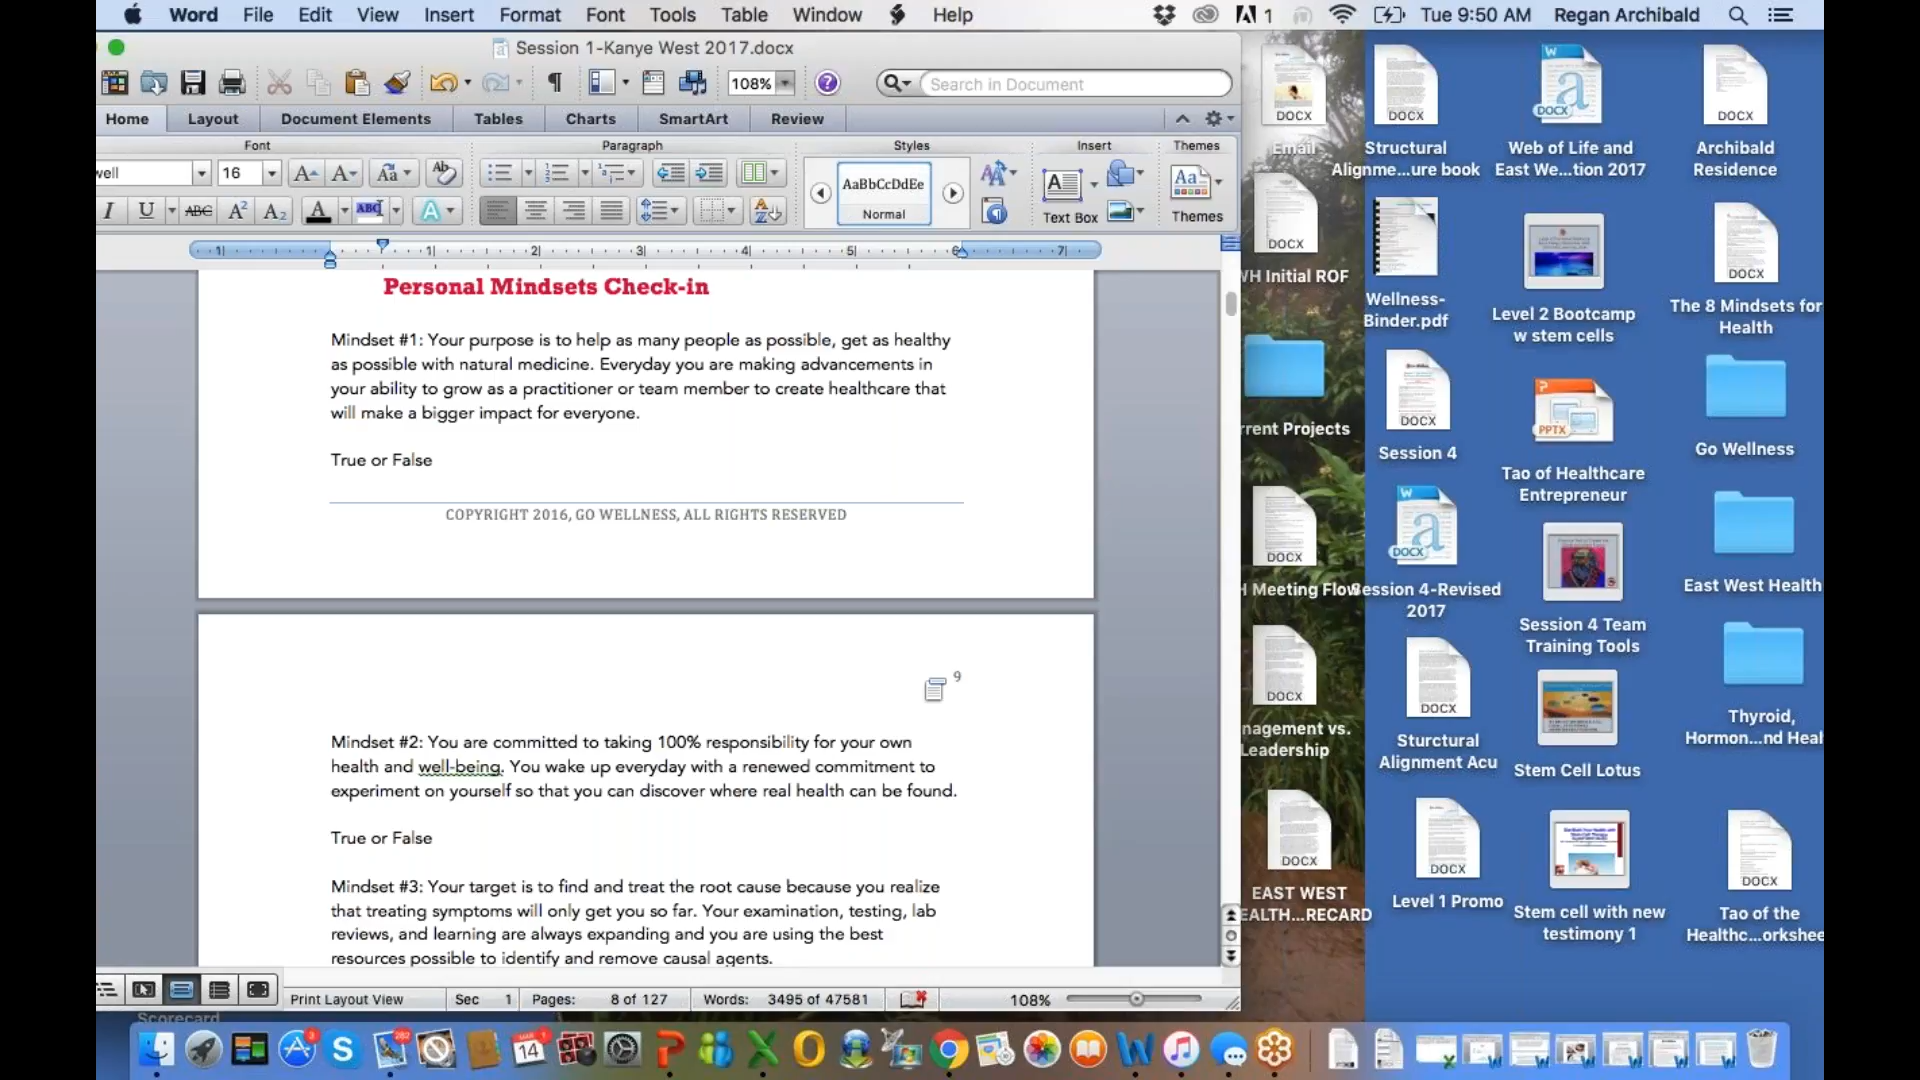 Word File Edit View Insert Format Font Tools Table Window Help 1 Tue 9:50 AM Regan Archibald
Session 1-Kanye West 2017.docx
108% Search in Document
Home Layout Document Elements Tables Charts SmartArt Review
Font Paragraph Styles Insert Themes
well 16 AaBbCcDdEe
Normal Text Box Themes
Personal Mindsets Check-in
Mindset #1: Your purpose is to help as many people as possible, get as healthy
as possible with natural medicine. Everyday you are making advancements in
your ability to grow as a practitioner or team member to create healthcare that
will make a bigger impact for everyone.
True or False
COPYRIGHT 2016, GO WELLNESS, ALL RIGHTS RESERVED
9
Mindset #2: You are committed to taking 100% responsibility for your own
health and well-being. You wake up everyday with a renewed commitment to
experiment on yourself so that you can discover where real health can be found.
True or False
Mindset #3: Your target is to find and treat the root cause because you realize
that treating symptoms will only get you so far. Your examination, testing, lab
reviews, and learning are always expanding and you are using the best
resources possible to identify and remove causal agents.
Print Layout View Sec 1 Pages: 8 of 127 Words: 3495 of 47581 108%
Scorecard
Email
WH Initial ROF
rrent Projects
H Meeting Flow
nagement vs.
Leadership
EAST WEST
EALTH...RECARD
Structural
Alignme...ure book
Wellness-
Binder.pdf
Session 4
Session 4-Revised
2017
Sturctural
Alignment Acu
Level 1 Promo
Web of Life and
East We...tion 2017
Level 2 Bootcamp
w stem cells
Tao of Healthcare
Entrepreneur
Session 4 Team
Training Tools
Stem Cell Lotus
Stem cell with new
testimony 1
Archibald
Residence
The 8 Mindsets for
Health
Go Wellness
East West Health
Thyroid,
Hormon...nd Heal
Tao of the
Healthc...orkshee